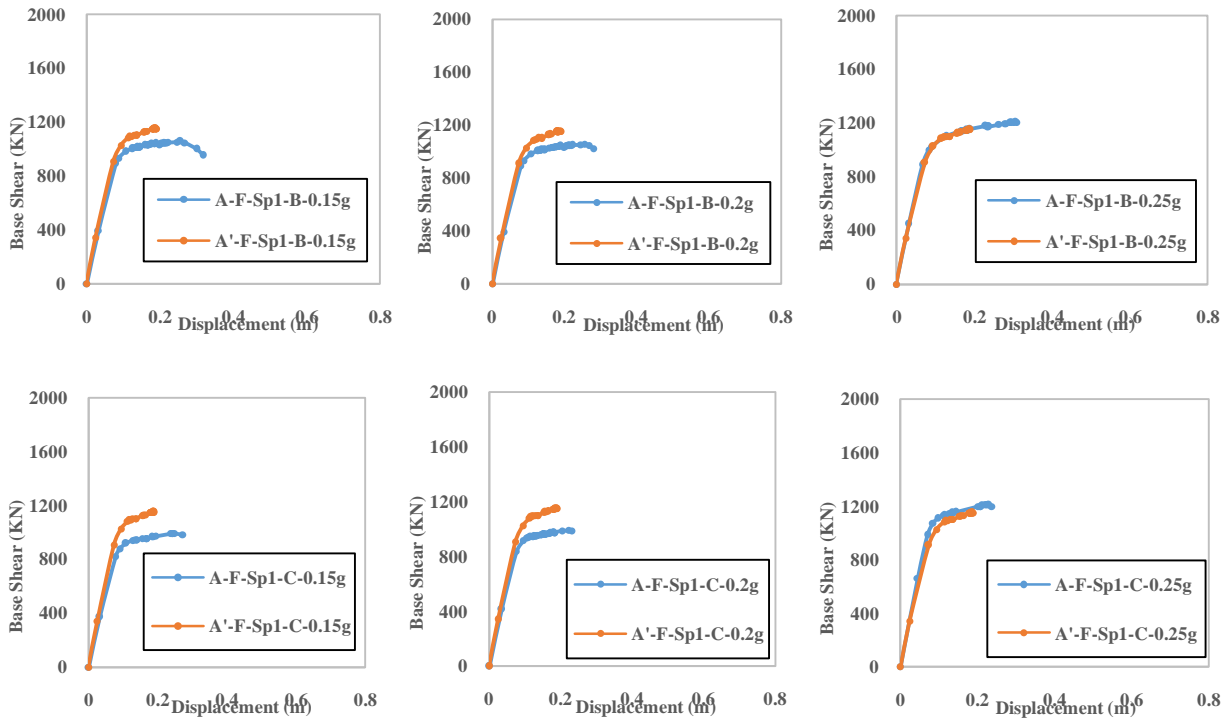 2000
1600
1200
800
400
0
Base Shear (KN)
0 0.2 0.4 0.6 0.8
Displacement (m)
A-F-Sp1-B-0.15g
A'-F-Sp1-B-0.15g
2000
1600
1200
800
400
0
Base Shear (KN)
0 0.2 0.4 0.6 0.8
Displacement (m)
A-F-Sp1-B-0.2g
A'-F-Sp1-B-0.2g
2000
1600
1200
800
400
0
Base Shear (KN)
0 0.2 0.4 0.6 0.8
Displacement (m)
A-F-Sp1-B-0.25g
A'-F-Sp1-B-0.25g
2000
1600
1200
800
400
0
Base Shear (KN)
0 0.2 0.4 0.6 0.8
Displacement (m)
A-F-Sp1-C-0.15g
A'-F-Sp1-C-0.15g
2000
1600
1200
800
400
0
Base Shear (KN)
0 0.2 0.4 0.6 0.8
Displacement (m)
A-F-Sp1-C-0.2g
A'-F-Sp1-C-0.2g
2000
1600
1200
800
400
0
Base Shear (KN)
0 0.2 0.4 0.6 0.8
Displacement (m)
A-F-Sp1-C-0.25g
A'-F-Sp1-C-0.25g